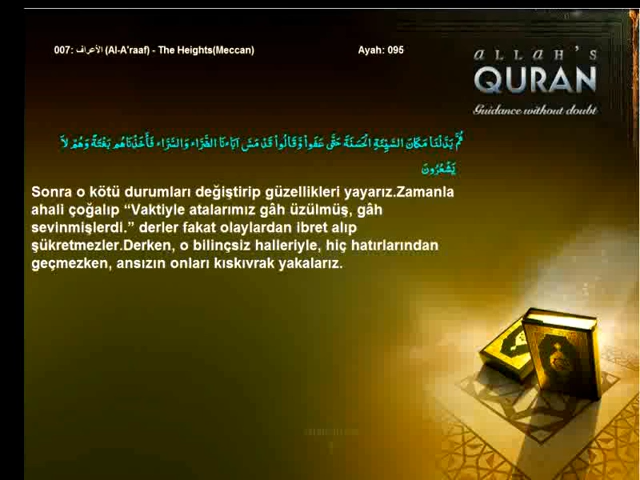 007: الأعراف (Al-A'raaf) - The Heights(Meccan)
Ayah: 095
ALLAH'S
QURAN
Guidance without doubt
ثُمَّ بَدَّلْنَا مَكَانَ السَّيِّئَةِ الْحَسَنَةَ حَتَّى عَفَواْ وَّقَالُواْ قَدْ مَسَّ آبَاءنَا الضَّرَّاء وَالسَّرَّاء فَأَخَذْنَاهُم بَغْتَةً وَهُمْ لاَ
يَشْعُرُونَ
Sonra o kötü durumları değiştirip güzellikleri yayarız.Zamanla
ahali çoğalıp “Vaktiyle atalarımız gâh üzülmüş, gâh
sevinmişlerdi.” derler fakat olaylardan ibret alıp
şükretmezler.Derken, o bilinçsiz halleriyle, hiç hatırlarından
geçmezken, ansızın onları kıskıvrak yakalarız.